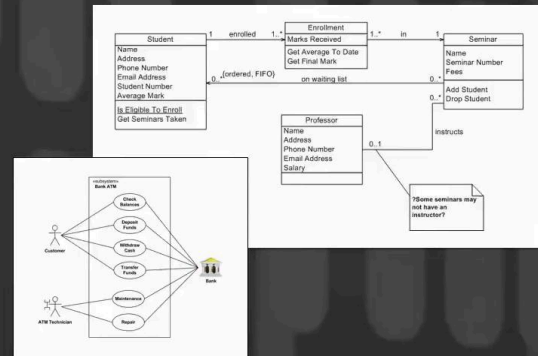 Student
Name
Address
Phone Number
Email Address
Student Number
Average Mark
Is Eligible To Enroll
Get Seminars Taken
1 enrolled 1..*
Enrollment
Marks Received
Get Average To Date
Get Final Mark
1..* in 1
Seminar
Name
Seminar Number
Fees
Add Student
Drop Student
0..* {ordered, FIFO} on waiting list 0..*
0..*
instructs
Professor
Name
Address
Phone Number
Email Address
Salary
0..1
?Some seminars may
not have an
instructor?
«subsystem»
Bank ATM
Check
Balances
Deposit
Funds
Withdraw
Cash
Transfer
Funds
Maintenance
Repair
Customer
ATM Technician
Bank